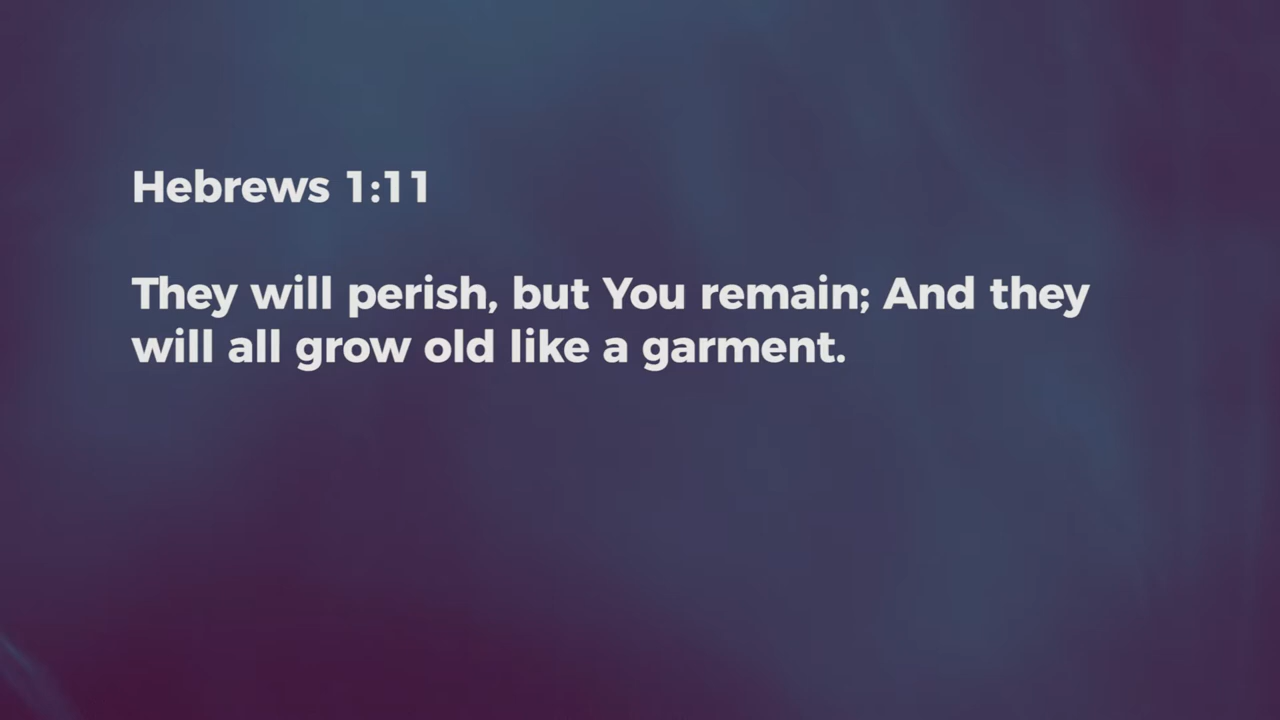 Hebrews 1:11
They will perish, but You remain; And they
will all grow old like a garment.